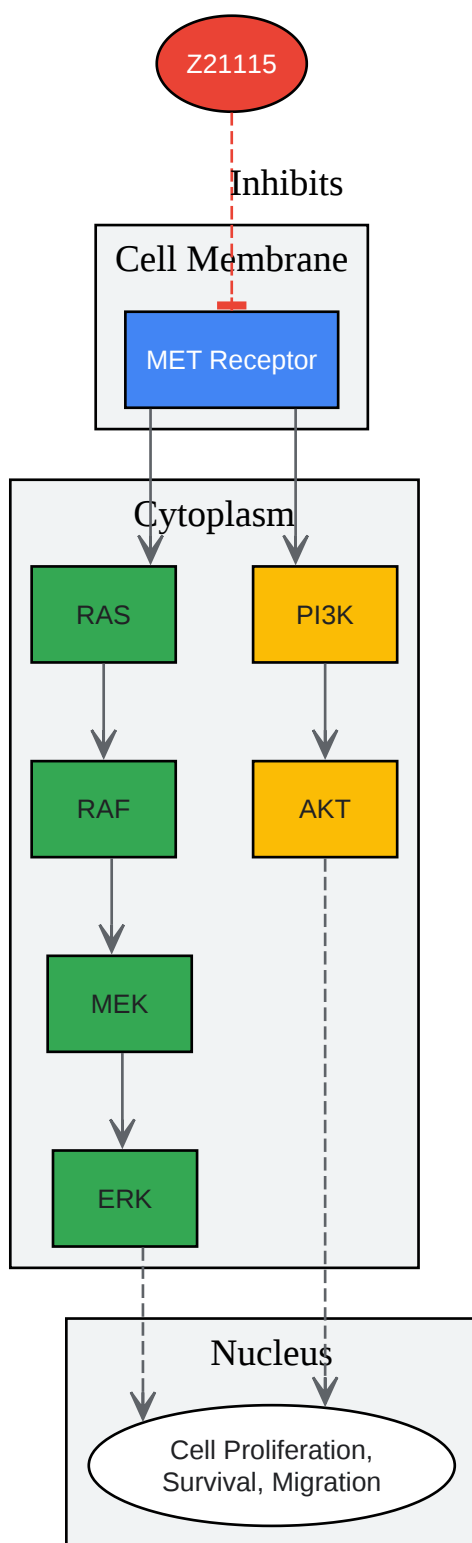 Z21115
Inhibits
Cell Membrane
MET Receptor
Cytoplasm
RAS
PI3K
RAF
AKT
MEK
ERK
Nucleus
Cell Proliferation,
Survival, Migration